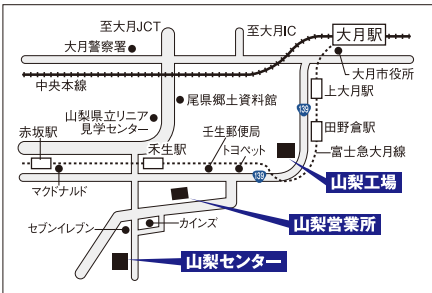 至大月JCT
至大月IC
大月駅
大月警察署
大月市役所
中央本線
上大月駅
尾県郷土資料館
139
山梨県立リニア
見学センター
田野倉駅
赤坂駅
禾生駅
壬生郵便局
トヨペット
富士急大月線
マクドナルド
139
山梨工場
山梨営業所
セブンイレブン
カインズ
山梨センター